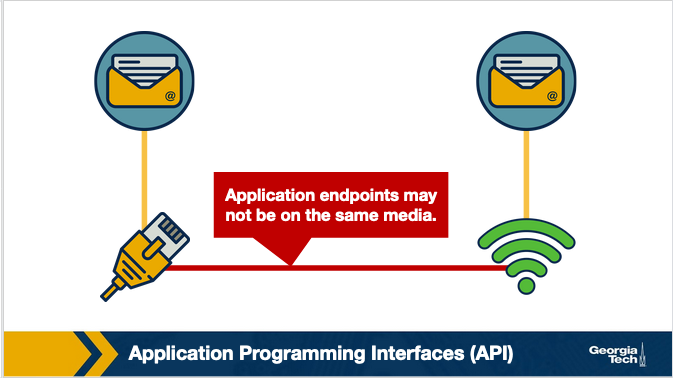 @
@
Application endpoints may
not be on the same media.
Application Programming Interfaces (API)
Georgia
Tech